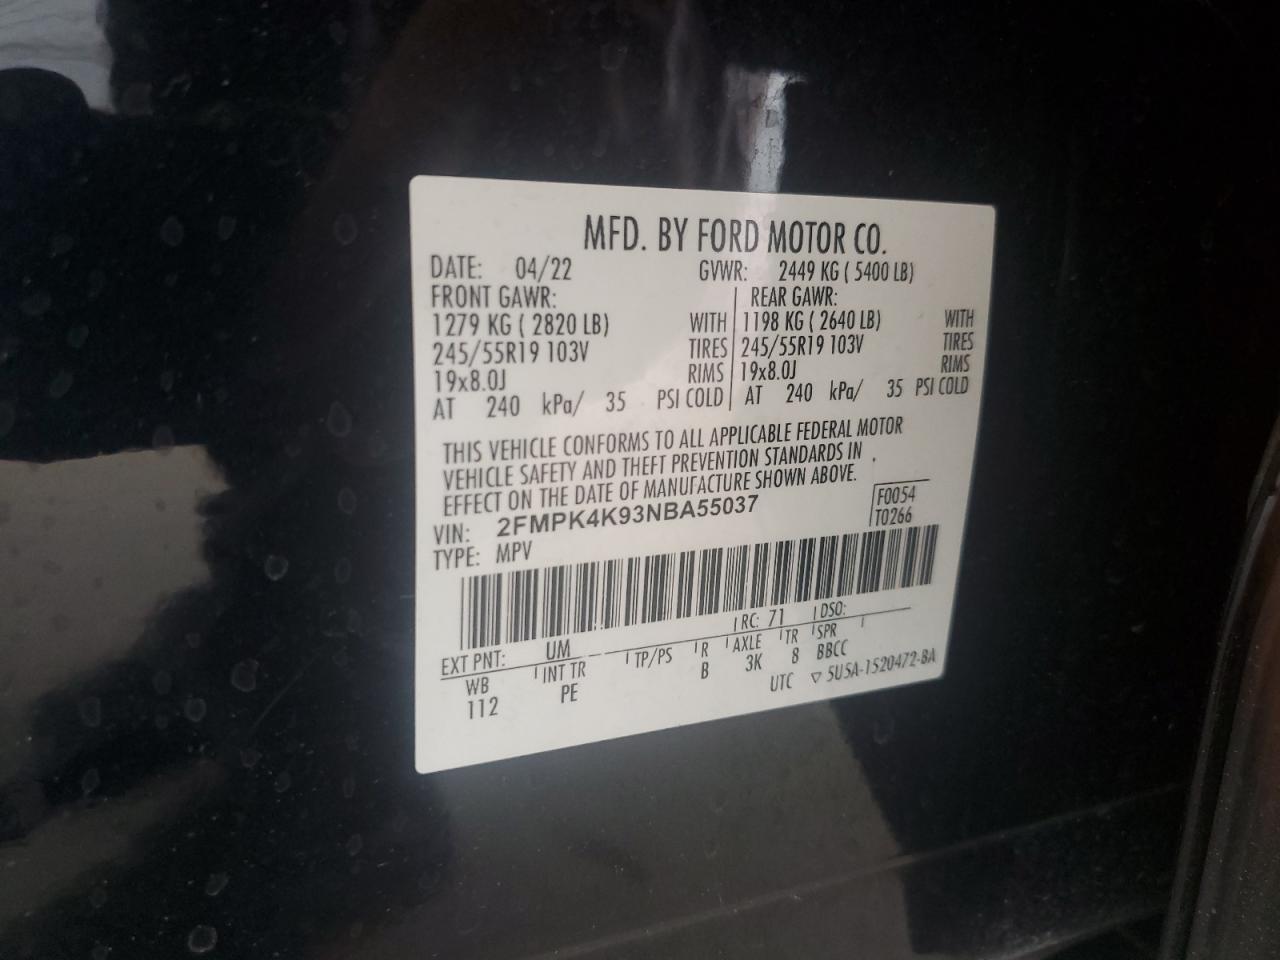 MFD. BY FORD MOTOR CO.
DATE: 04/22 GVWR: 2449 KG ( 5400 LB)
FRONT GAWR: REAR GAWR:
1279 KG ( 2820 LB) WITH 1198 KG ( 2640 LB) WITH
245/55R19 103V TIRES 245/55R19 103V TIRES
19x8.0J RIMS 19x8.0J RIMS
AT 240 kPa/ 35 PSI COLD AT 240 kPa/ 35 PSI COLD
THIS VEHICLE CONFORMS TO ALL APPLICABLE FEDERAL MOTOR
VEHICLE SAFETY AND THEFT PREVENTION STANDARDS IN
EFFECT ON THE DATE OF MANUFACTURE SHOWN ABOVE.
VIN: 2FMPK4K93NBA55037 F0054
TYPE: MPV T0266
EXT PNT: UM RC: 71 DSO:
WB INT TR TP/PS R AXLE TR SPR
112 PE B 3K 8 BBCC
UTC ▽ 5U5A-1520472-BA